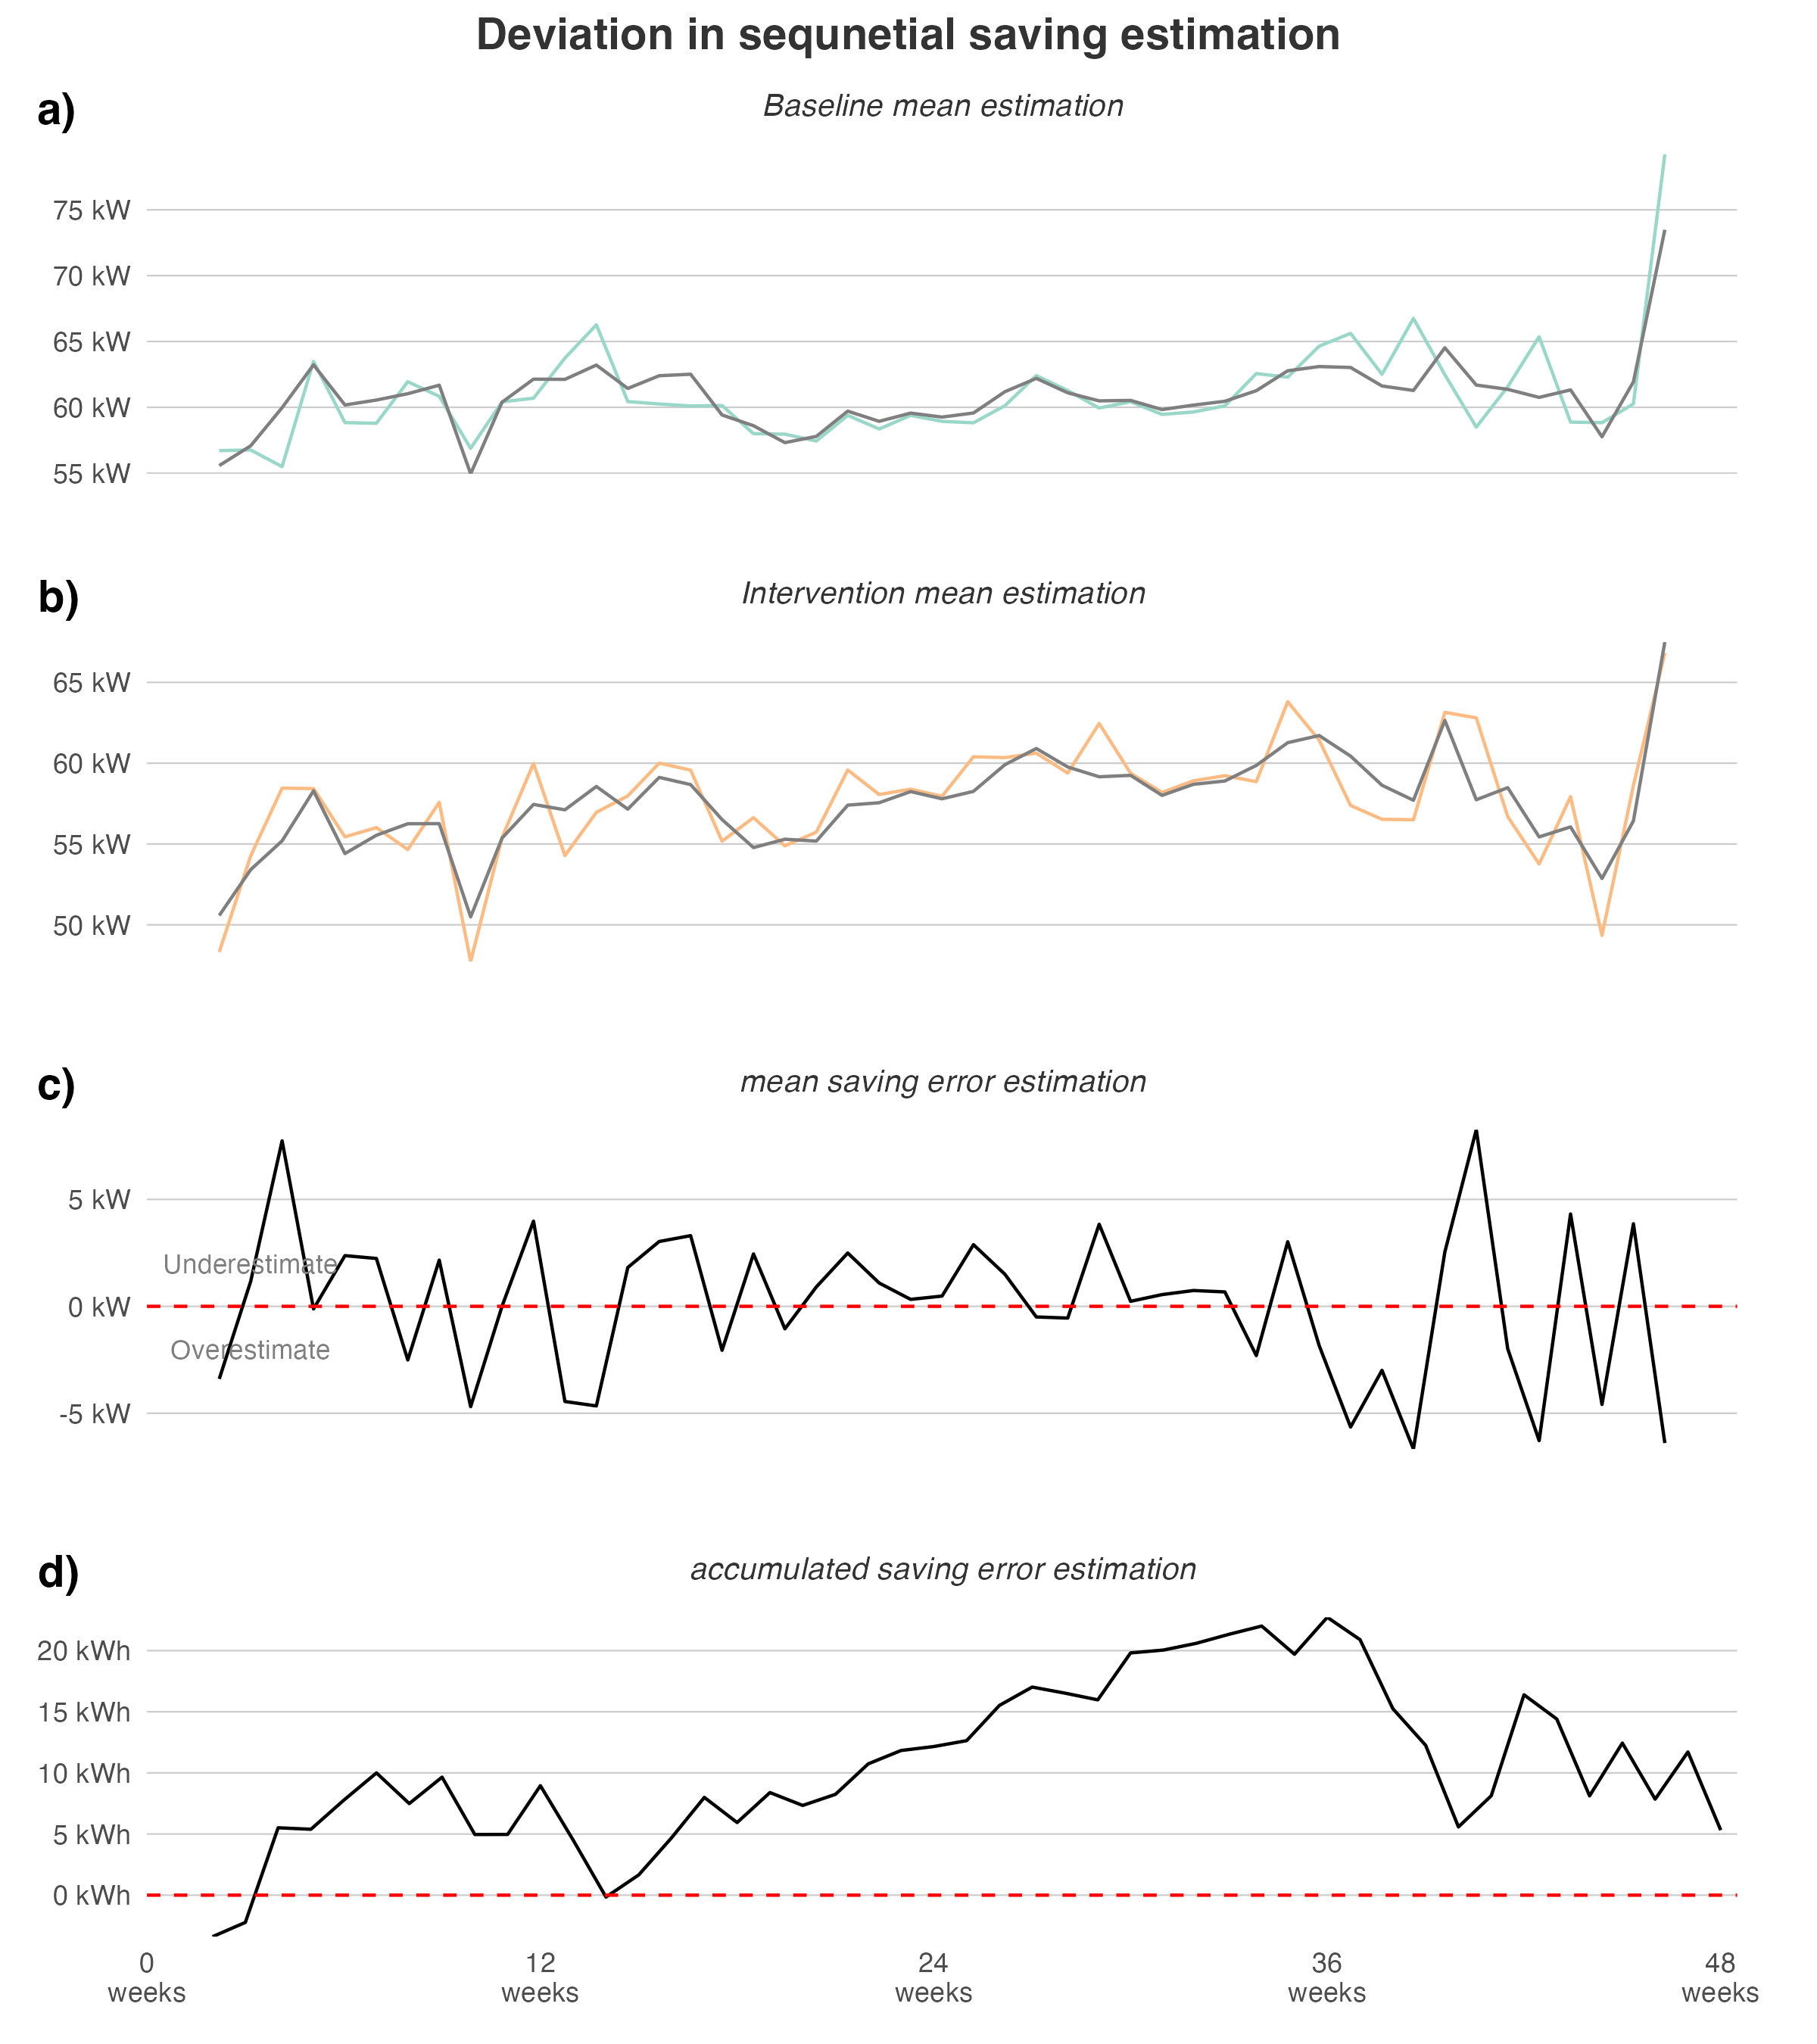 Deviation in sequnetial saving estimation
a)
Baseline mean estimation
75 kW
70 kW
65 kW
60 kW
55 kW
b)
Intervention mean estimation
65 kW
60 kW
55 kW
50 kW
c)
mean saving error estimation
5 kW
Underestimate
0 kW
Overestimate
-5 kW
d)
accumulated saving error estimation
20 kWh
15 kWh
10 kWh
5 kWh
0 kWh
0 12 24 36 48
weeks weeks weeks weeks weeks